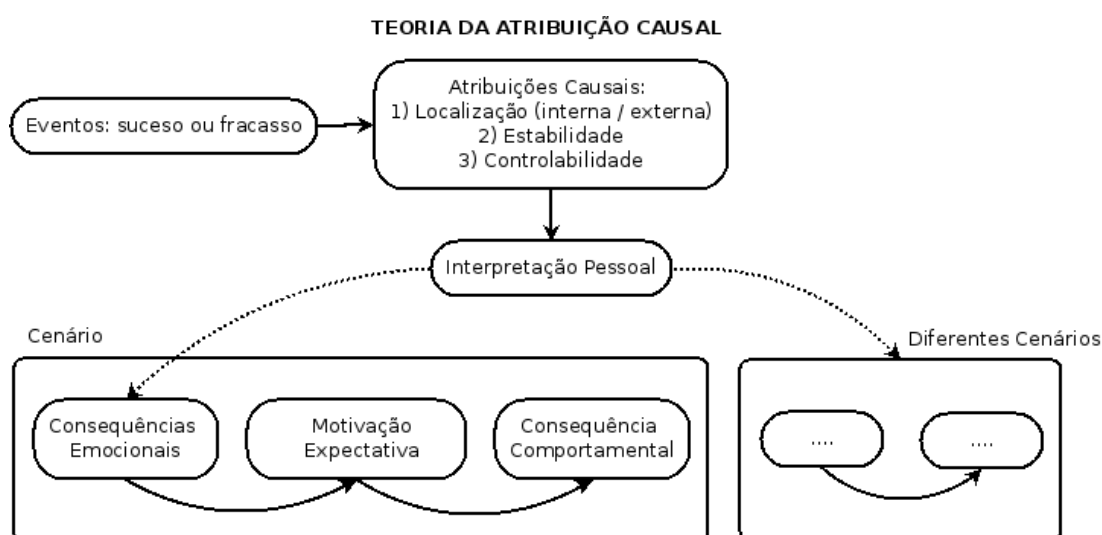 TEORIA DA ATRIBUIÇÃO CAUSAL
Atribuições Causais:
1) Localização (interna / externa)
2) Estabilidade
3) Controlabilidade
Eventos: suceso ou fracasso
Interpretação Pessoal
Cenário
Diferentes Cenários
Consequências
Emocionais
Motivação
Expectativa
Consequência
Comportamental
....
....